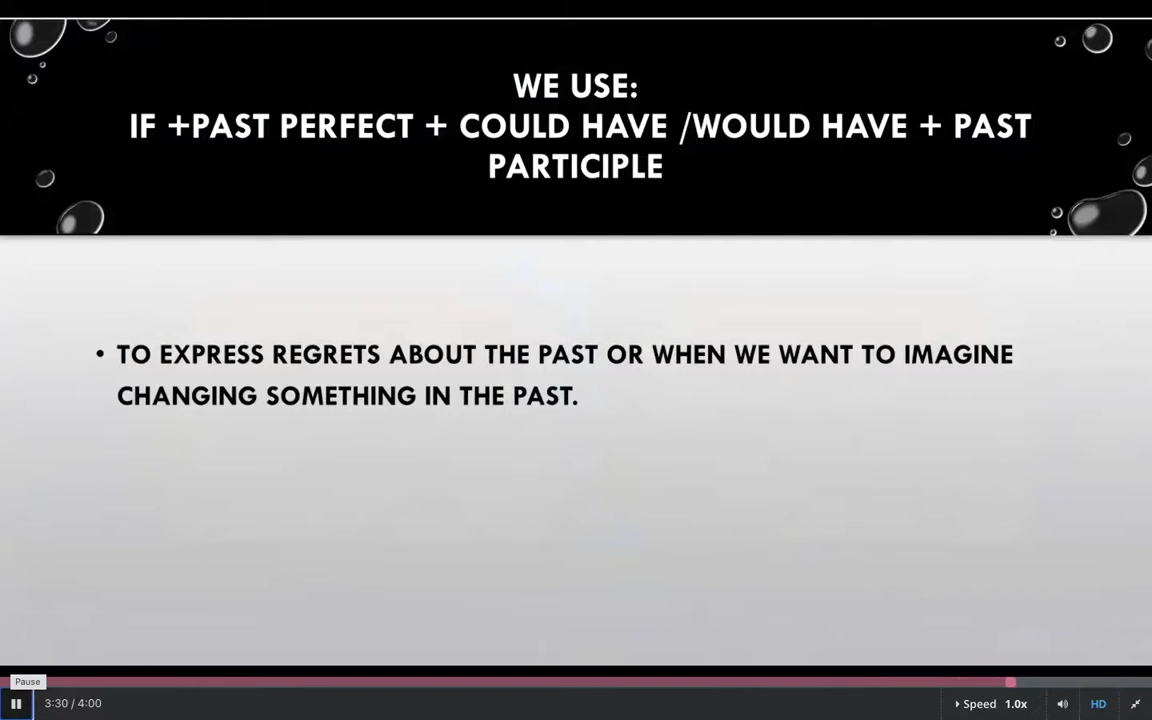 WE USE:
IF +PAST PERFECT + COULD HAVE /WOULD HAVE + PAST
PARTICIPLE
• TO EXPRESS REGRETS ABOUT THE PAST OR WHEN WE WANT TO IMAGINE
CHANGING SOMETHING IN THE PAST.
Pause
3:30 / 4:00 Speed 1.0x HD